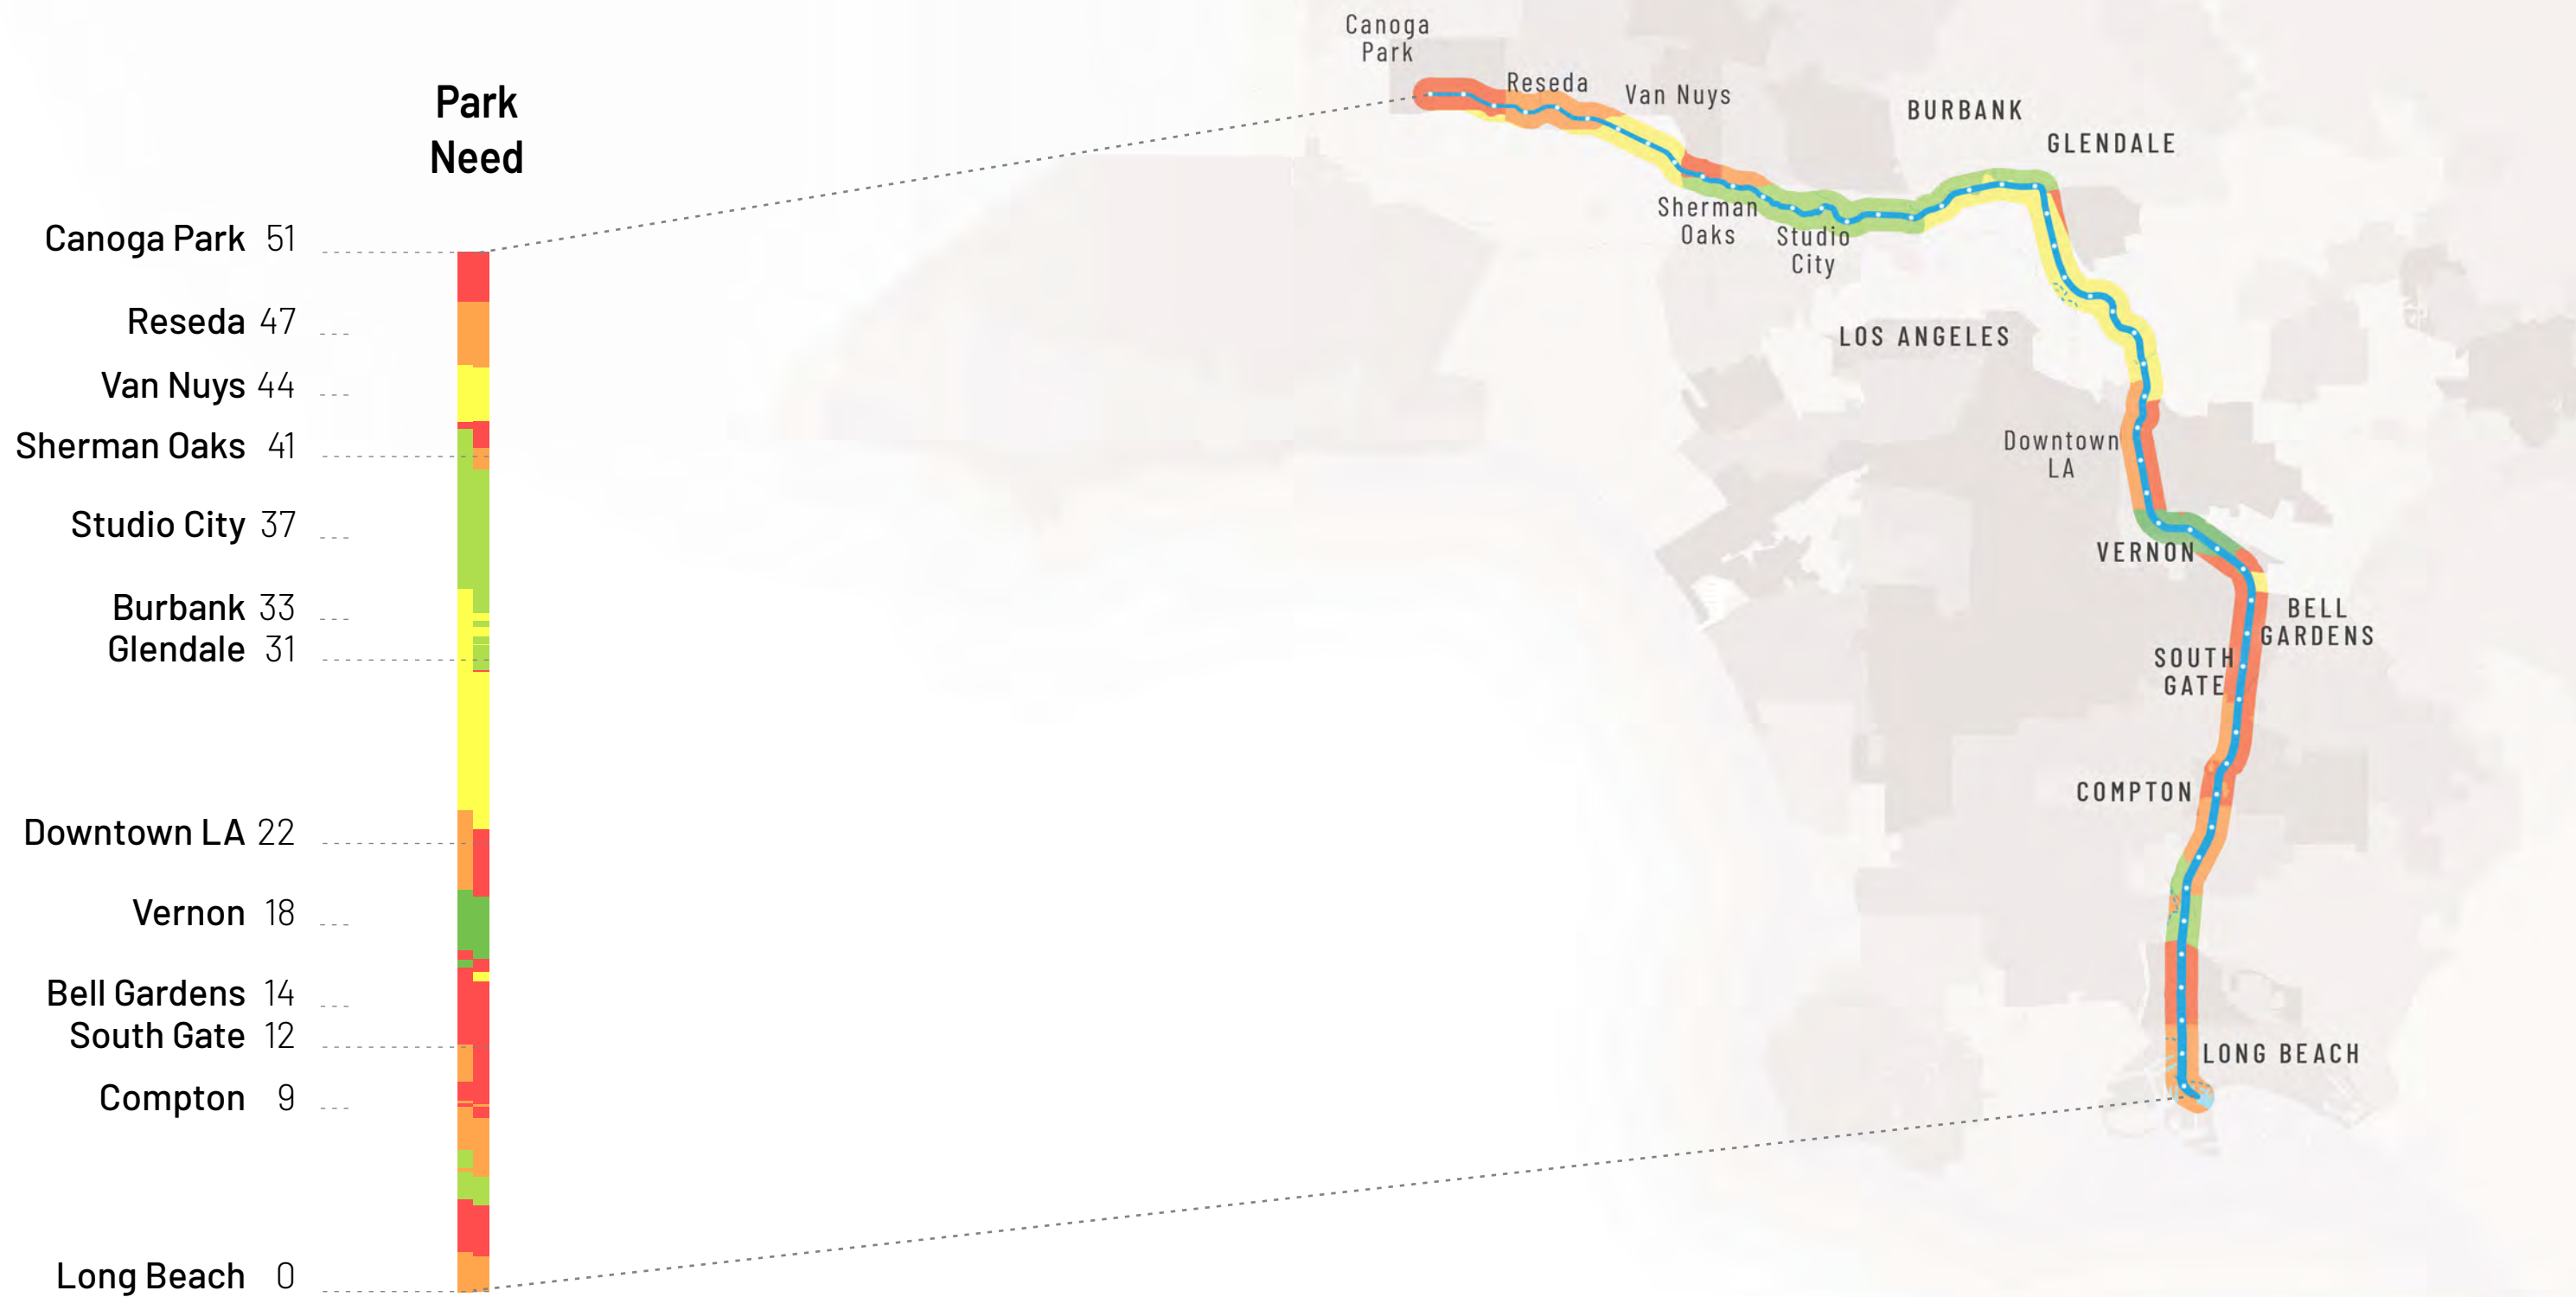 Park
Need
Canoga Park 51
Reseda 47
Van Nuys 44
Sherman Oaks 41
Studio City 37
Burbank 33
Glendale 31
Downtown LA 22
Vernon 18
Bell Gardens 14
South Gate 12
Compton 9
Long Beach 0
Canoga
Park
Reseda
Van Nuys
BURBANK
GLENDALE
Sherman
Oaks
Studio
City
LOS ANGELES
Downtown
LA
VERNON
BELL
GARDENS
SOUTH
GATE
COMPTON
LONG BEACH